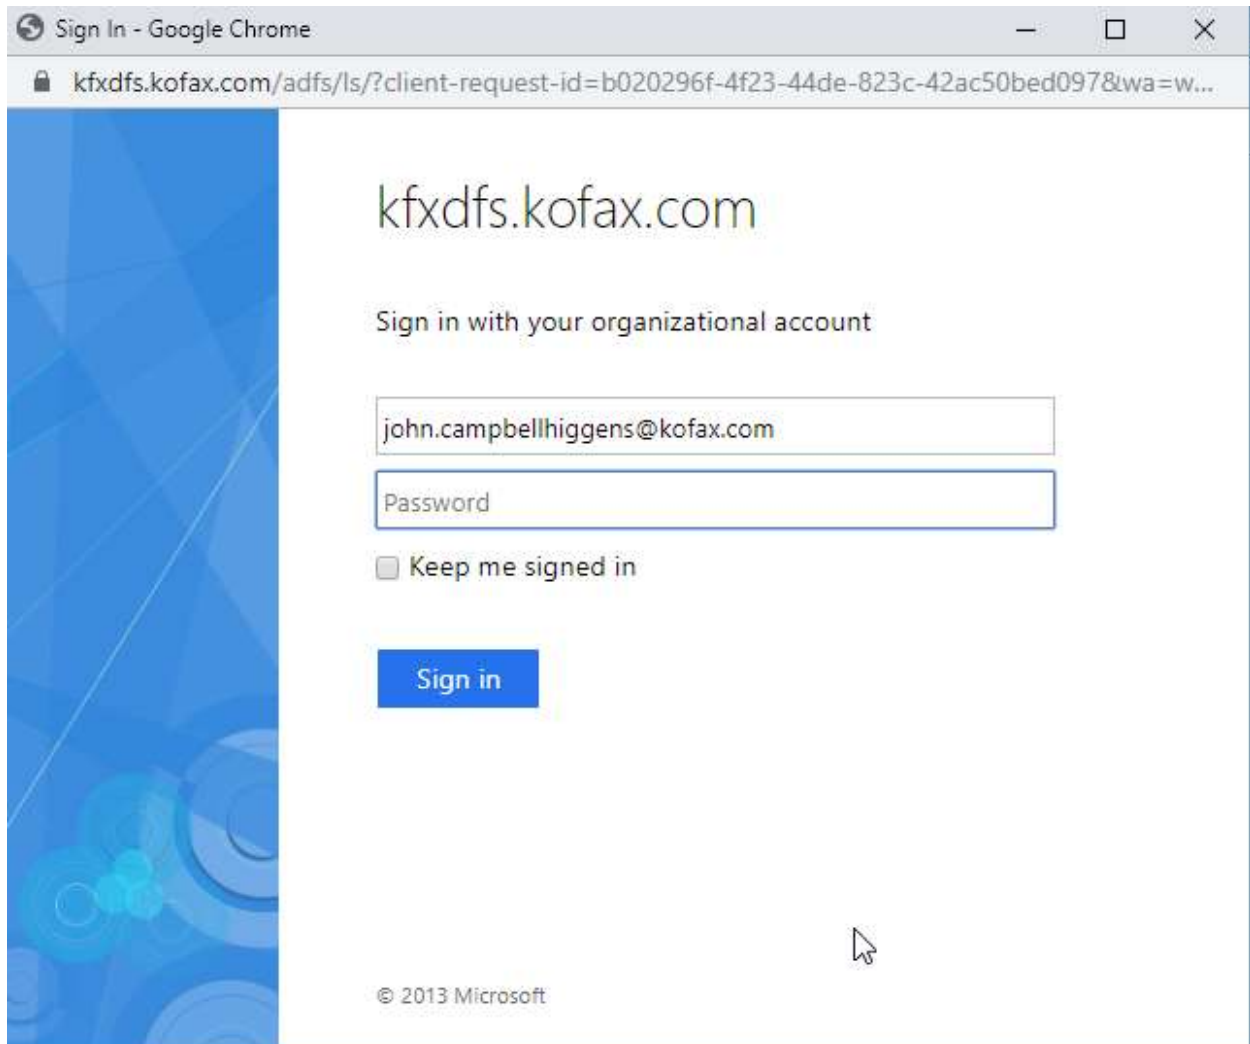 Sign In - Google Chrome
kfxdfs.kofax.com/adfs/ls/?client-request-id=b020296f-4f23-44de-823c-42ac50bed097&wa=w...
kfxdfs.kofax.com
Sign in with your organizational account
john.campbellhiggens@kofax.com
Password
Keep me signed in
Sign in
© 2013 Microsoft